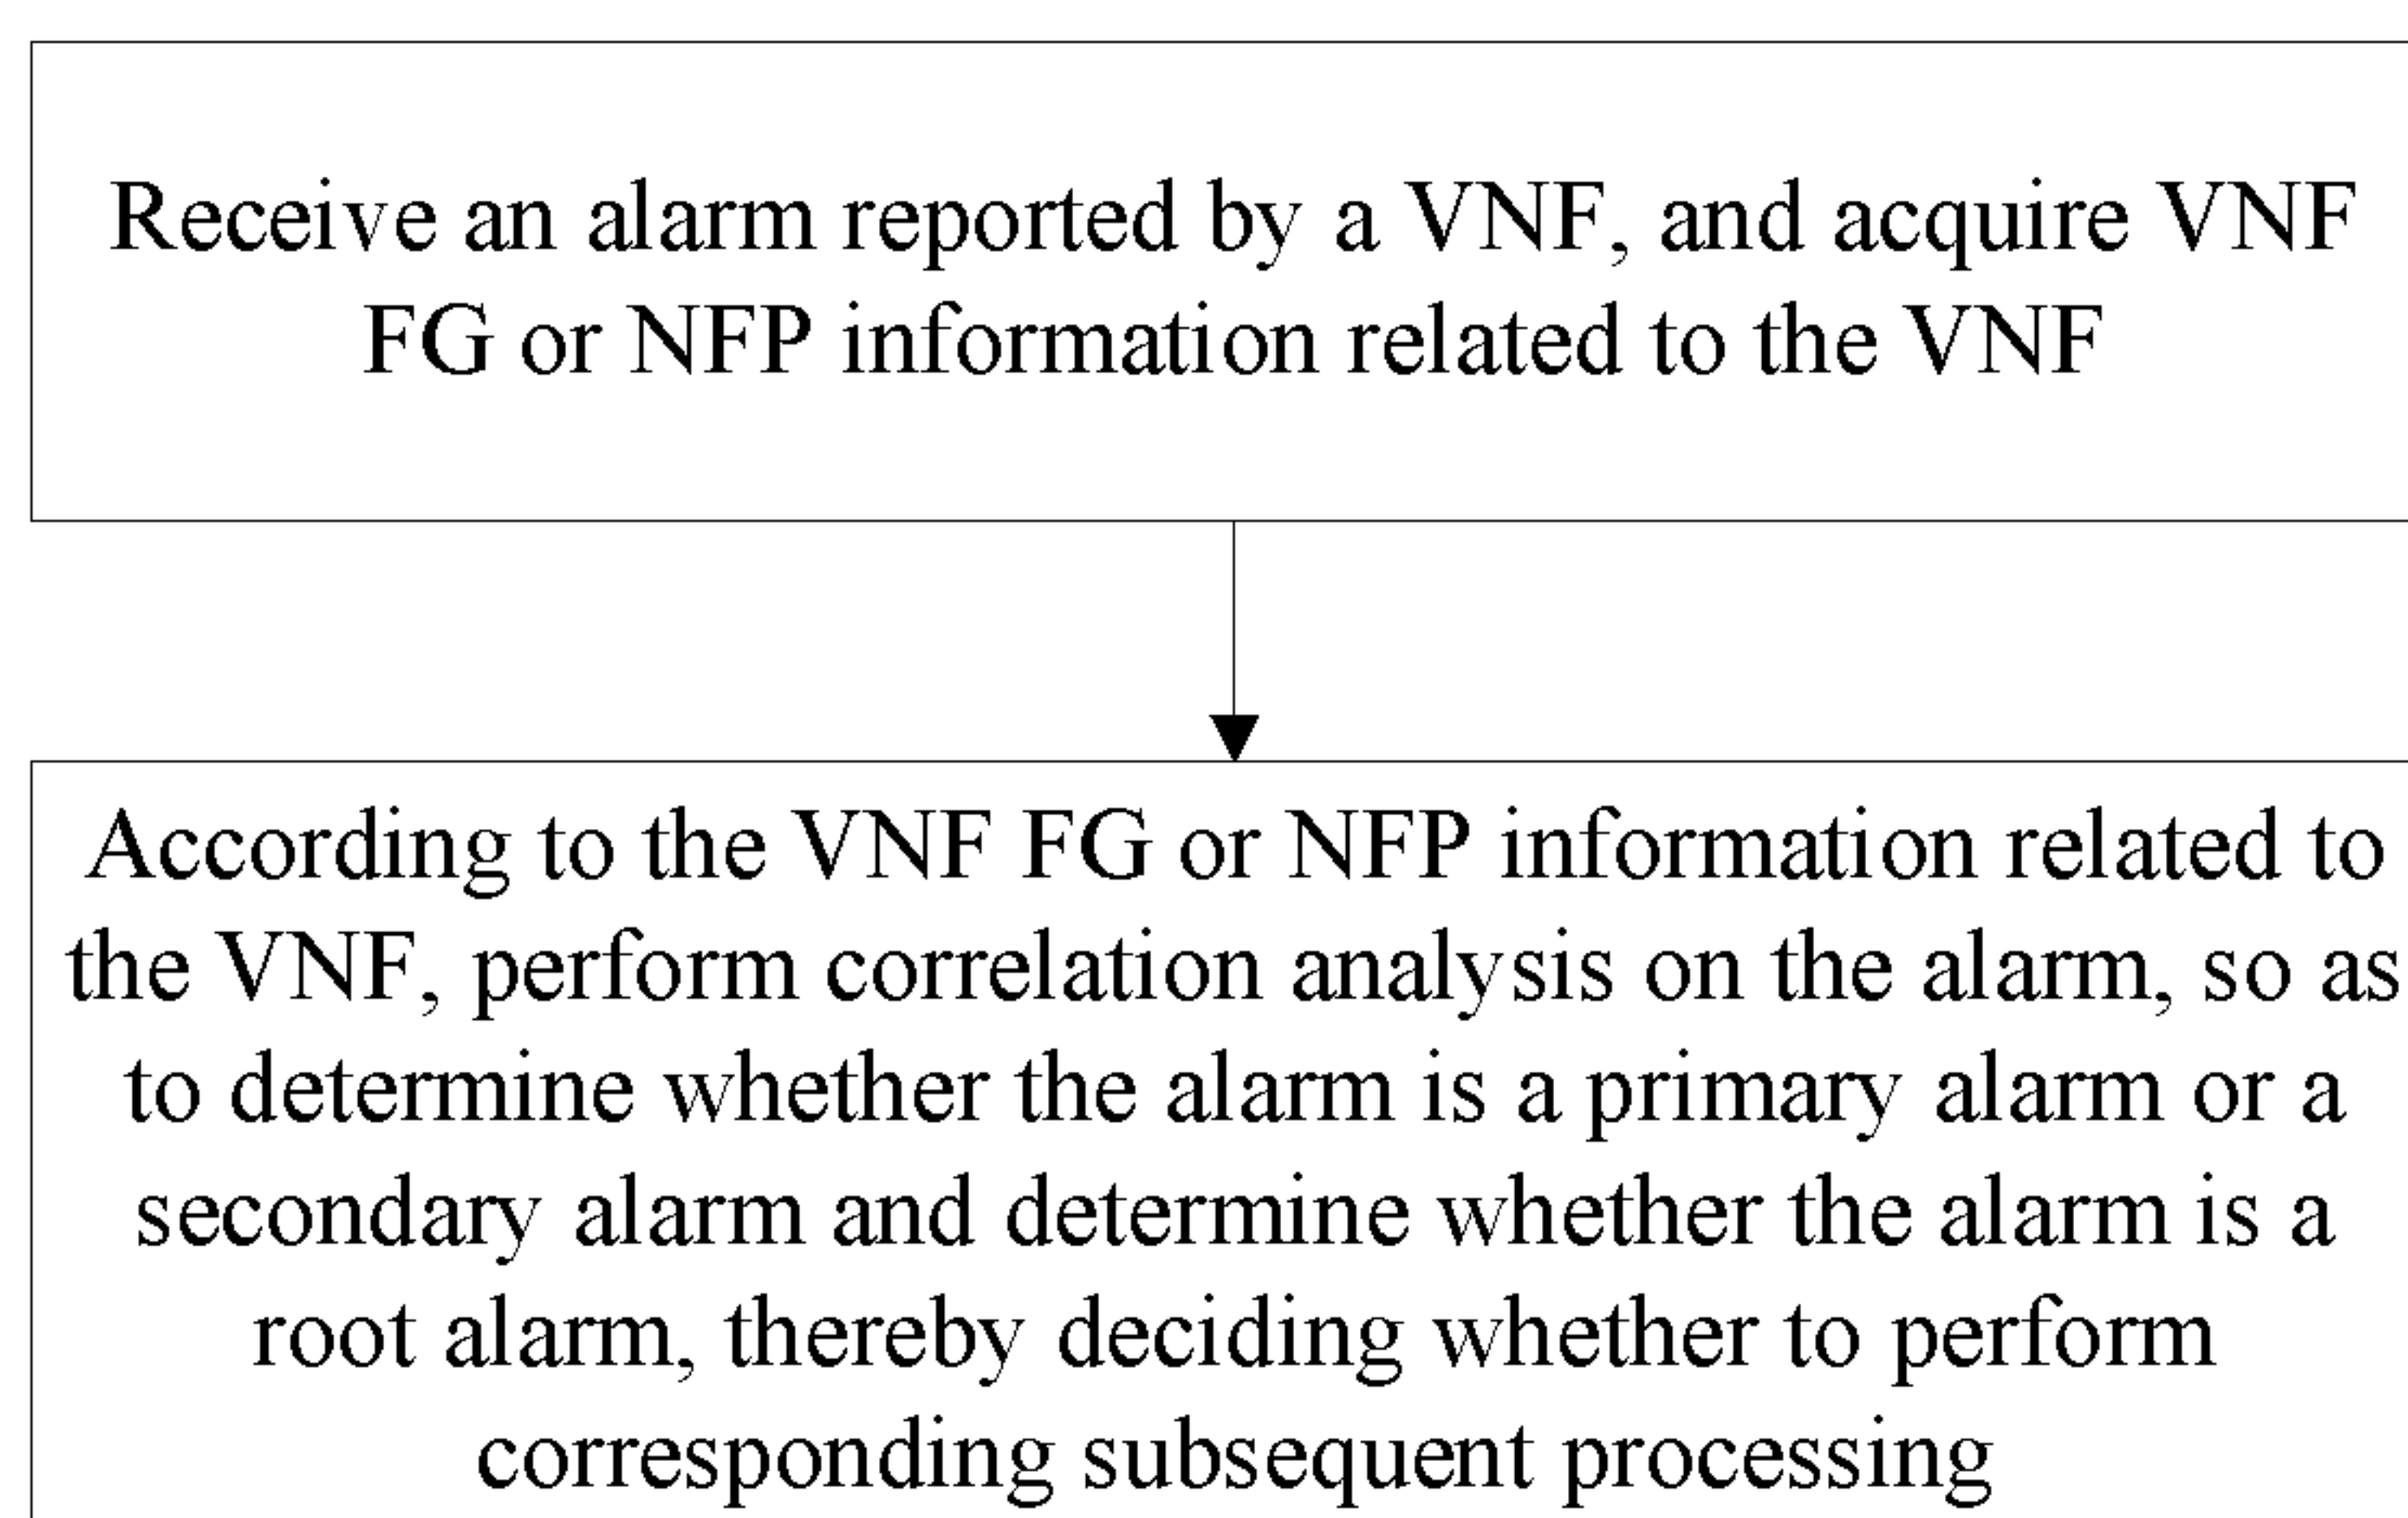 Receive an alarm reported by a VNF, and acquire VNF
FG or NFP information related to the VNF
According to the VNF FG or NFP information related to
the VNF, perform correlation analysis on the alarm, so as
to determine whether the alarm is a primary alarm or a
secondary alarm and determine whether the alarm is a
root alarm, thereby deciding whether to perform
corresponding subsequent processing